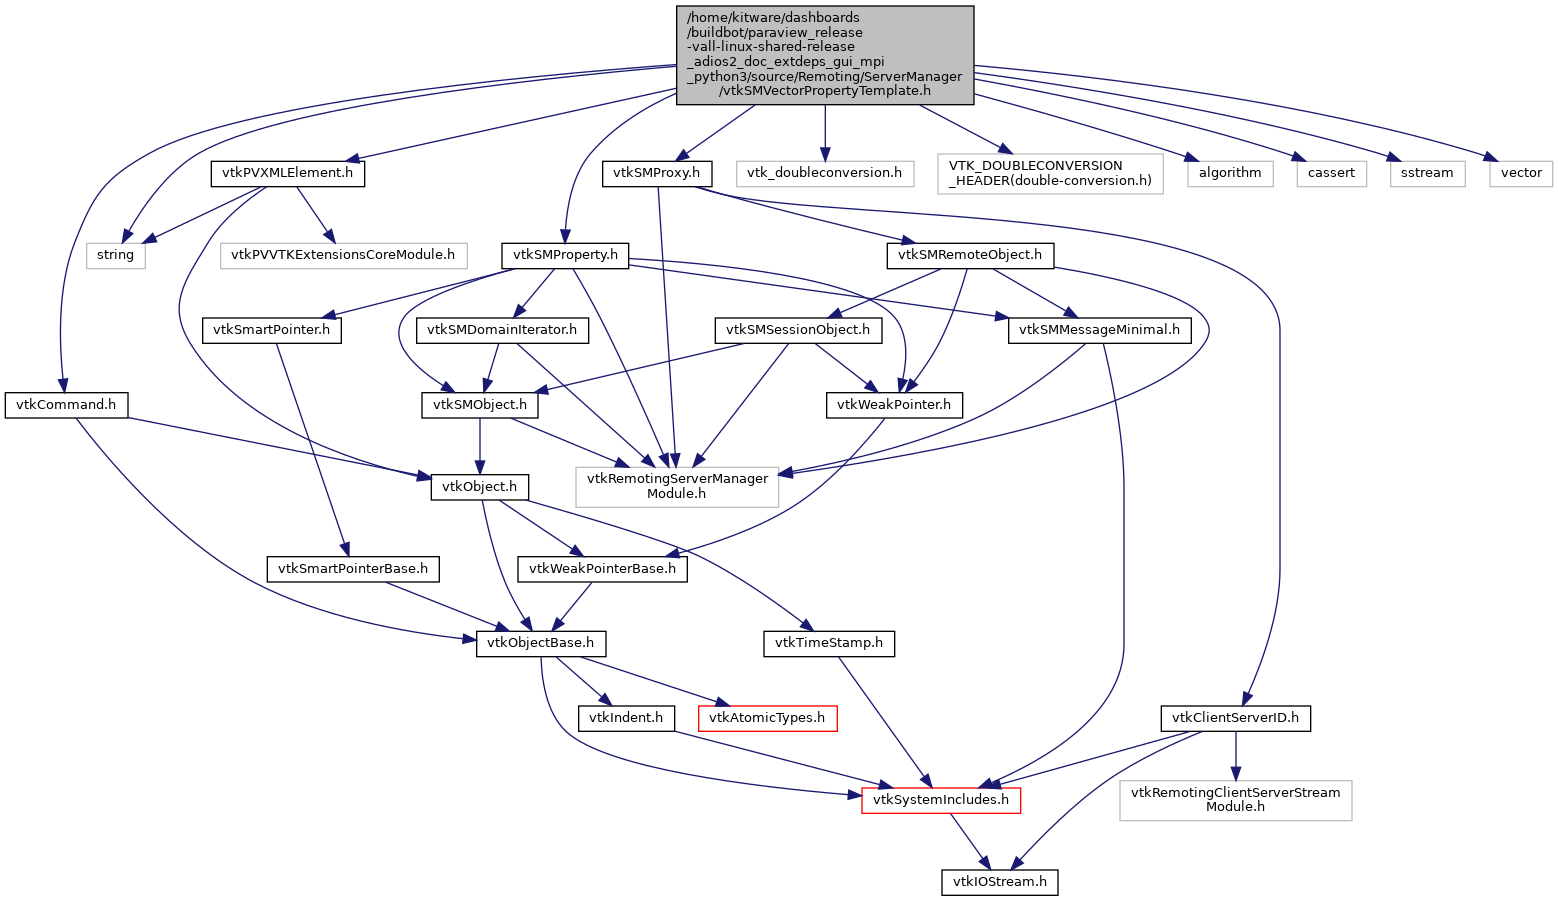 /home/kitware/dashboards
/buildbot/paraview_release
-vall-linux-shared-release
_adios2_doc_extdeps_gui_mpi
_python3/source/Remoting/ServerManager
/vtkSMVectorPropertyTemplate.h
vtkPVXMLElement.h
vtkSMProxy.h
vtk_doubleconversion.h
VTK_DOUBLECONVERSION
_HEADER(double-conversion.h)
algorithm
cassert
sstream
vector
string
vtkPVVTKExtensionsCoreModule.h
vtkSMProperty.h
vtkSMRemoteObject.h
vtkSmartPointer.h
vtkSMDomainIterator.h
vtkSMSessionObject.h
vtkSMMessageMinimal.h
vtkCommand.h
vtkSMObject.h
vtkWeakPointer.h
vtkObject.h
vtkRemotingServerManager
Module.h
vtkSmartPointerBase.h
vtkWeakPointerBase.h
vtkObjectBase.h
vtkTimeStamp.h
vtkIndent.h
vtkAtomicTypes.h
vtkClientServerID.h
vtkSystemIncludes.h
vtkRemotingClientServerStream
Module.h
vtkIOStream.h